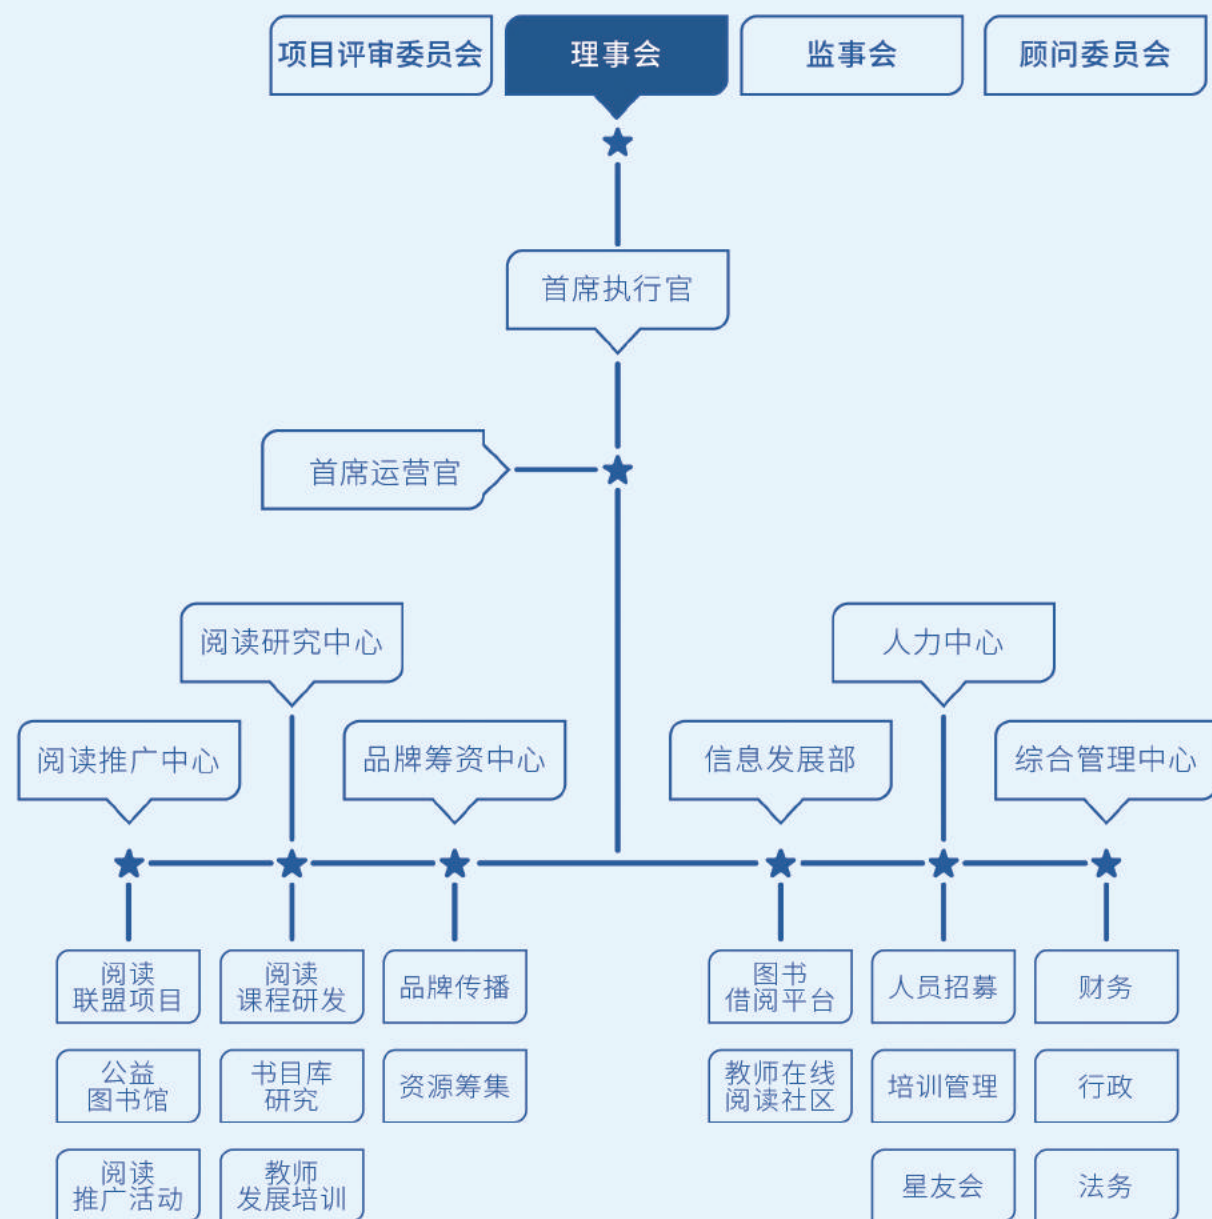 项目评审委员会
理事会
监事会
顾问委员会
首席执行官
首席运营官
阅读研究中心
人力中心
阅读推广中心
品牌筹资中心
信息发展部
综合管理中心
阅读
联盟项目
阅读
课程研发
品牌传播
图书
借阅平台
人员招募
财务
公益
图书馆
书目库
研究
资源筹集
教师在线
阅读社区
培训管理
行政
阅读
推广活动
教师
发展培训
星友会
法务